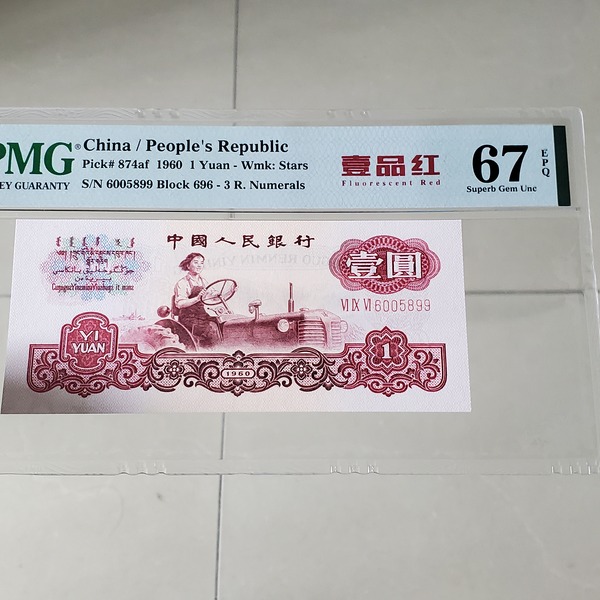 PMG
®
China / People's Republic
Pick# 874af 1960 1 Yuan - Wmk: Stars
EY GUARANTY S/N 6005899 Block 696 - 3 R. Numerals
壹品红
Fluorescent Red
67
EPQ
Superb Gem Unc
中國人民銀行
壹圓
VI IX VI 6005899
YI
YUAN
1960
1